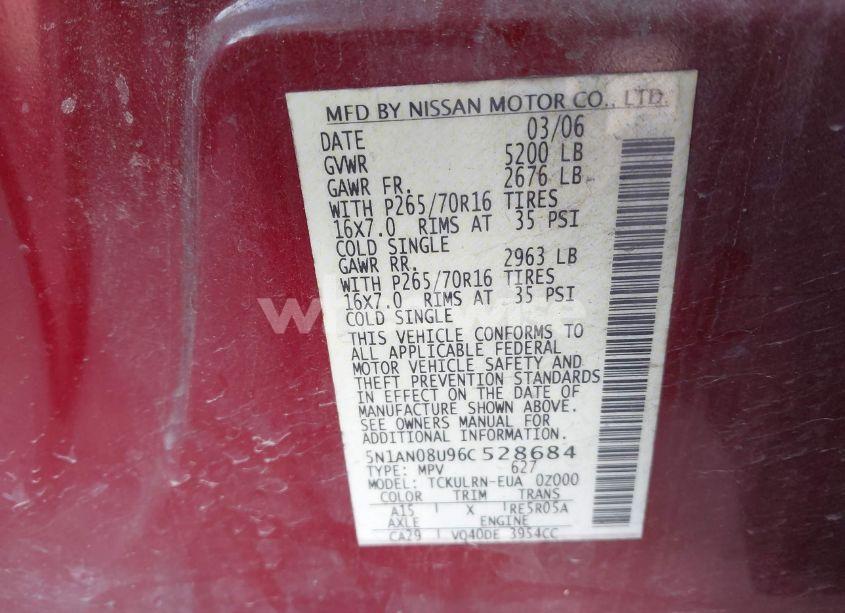 MFD BY NISSAN MOTOR CO., LTD.
DATE 03/06
GVWR 5200 LB
GAWR FR. 2676 LB
WITH P265/70R16 TIRES
16X7.0 RIMS AT 35 PSI
COLD SINGLE
GAWR RR. 2963 LB
WITH P265/70R16 TIRES
16X7.0 RIMS AT 35 PSI
COLD SINGLE
THIS VEHICLE CONFORMS TO
ALL APPLICABLE FEDERAL
MOTOR VEHICLE SAFETY AND
THEFT PREVENTION STANDARDS
IN EFFECT ON THE DATE OF
MANUFACTURE SHOWN ABOVE.
SEE OWNERS MANUAL FOR
ADDITIONAL INFORMATION
5N1AN08U96C528684
TYPE: MPV 627
MODEL: TCKULRN-EUA 0Z000
COLOR TRIM TRANS
A15 X RE5R05A
AXLE ENGINE
CA29 VQ40DE 3954CC